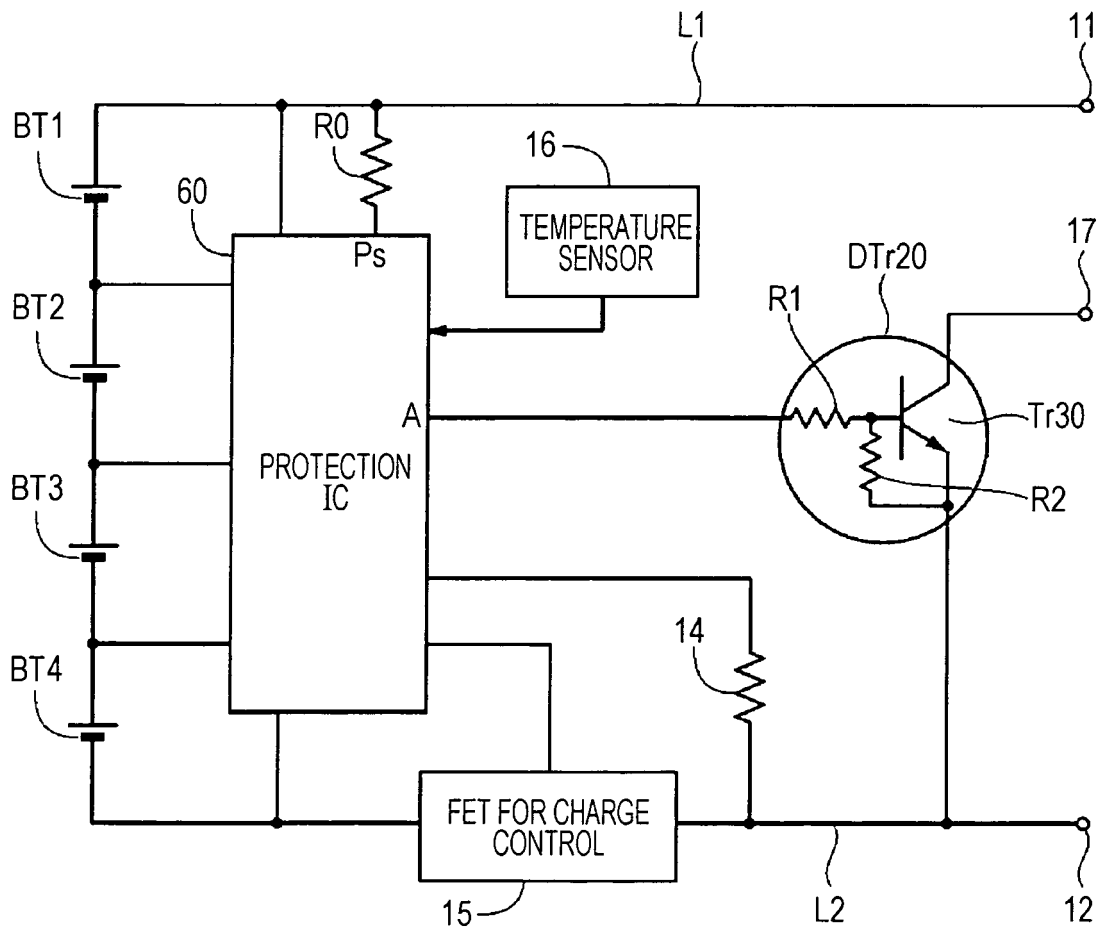 L1
11
BT1
R0
16
60
TEMPERATURE
SENSOR
Ps
17
DTr20
BT2
R1
A
Tr30
PROTECTION
IC
BT3
R2
14
BT4
FET FOR CHARGE
CONTROL
15
L2
12